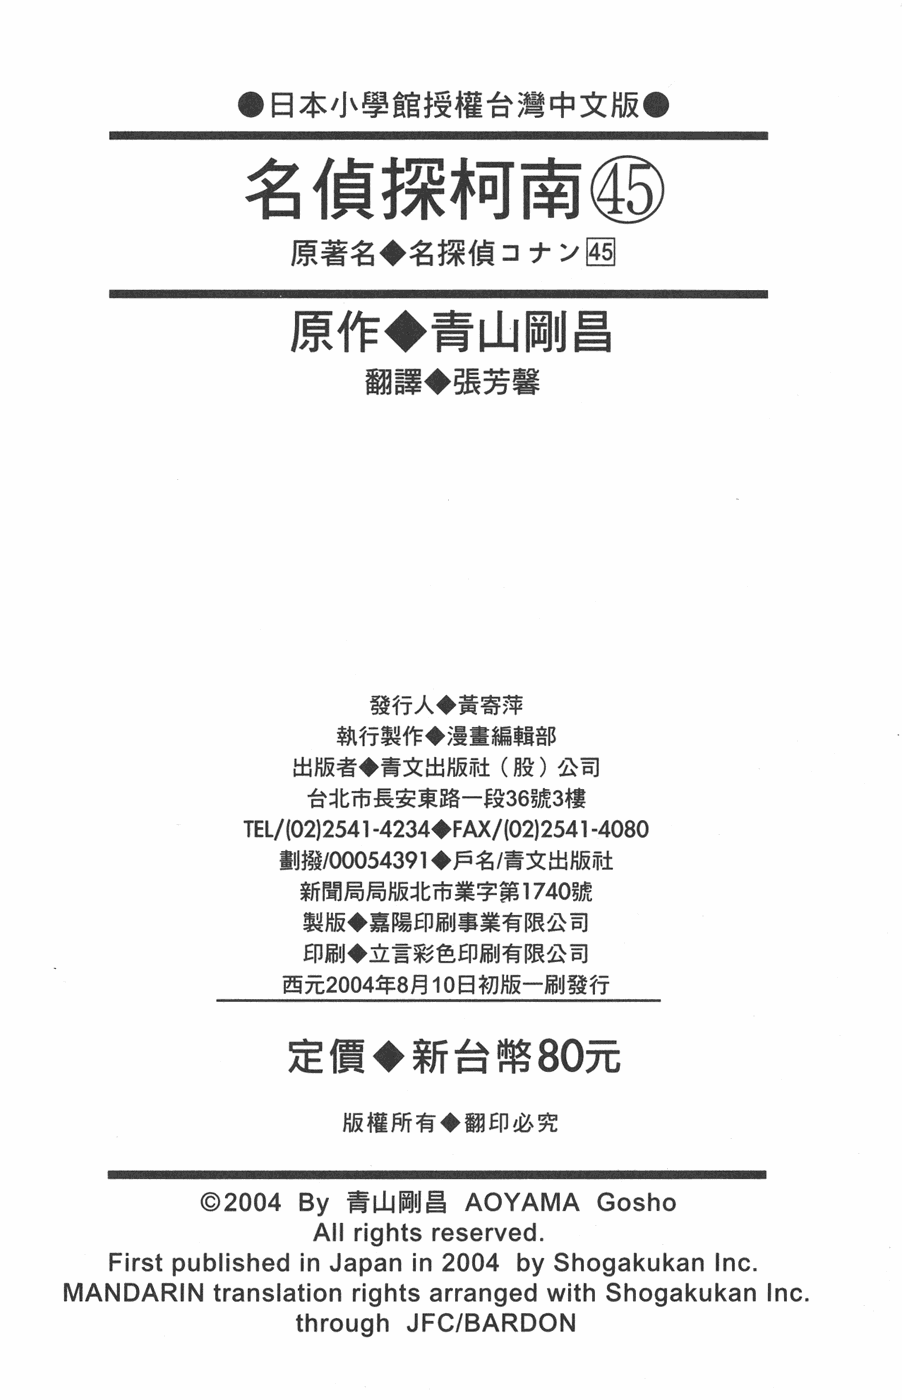 ●日本小學館授權台灣中文版●
名偵探柯南㊺
原著名◆名探偵コナン45
原作◆青山剛昌
翻譯◆張芳馨
發行人◆黃寄萍
執行製作◆漫畫編輯部
出版者◆青文出版社（股）公司
台北市長安東路一段36號3樓
TEL/(02)2541-4234◆FAX/(02)2541-4080
劃撥/00054391◆戶名/青文出版社
新聞局局版北市業字第1740號
製版◆嘉陽印刷事業有限公司
印刷◆立言彩色印刷有限公司
西元2004年8月10日初版一刷發行
定價◆新台幣80元
版權所有◆翻印必究
©2004 By 青山剛昌 AOYAMA Gosho
All rights reserved.
First published in Japan in 2004 by Shogakukan Inc.
MANDARIN translation rights arranged with Shogakukan Inc.
through JFC/BARDON